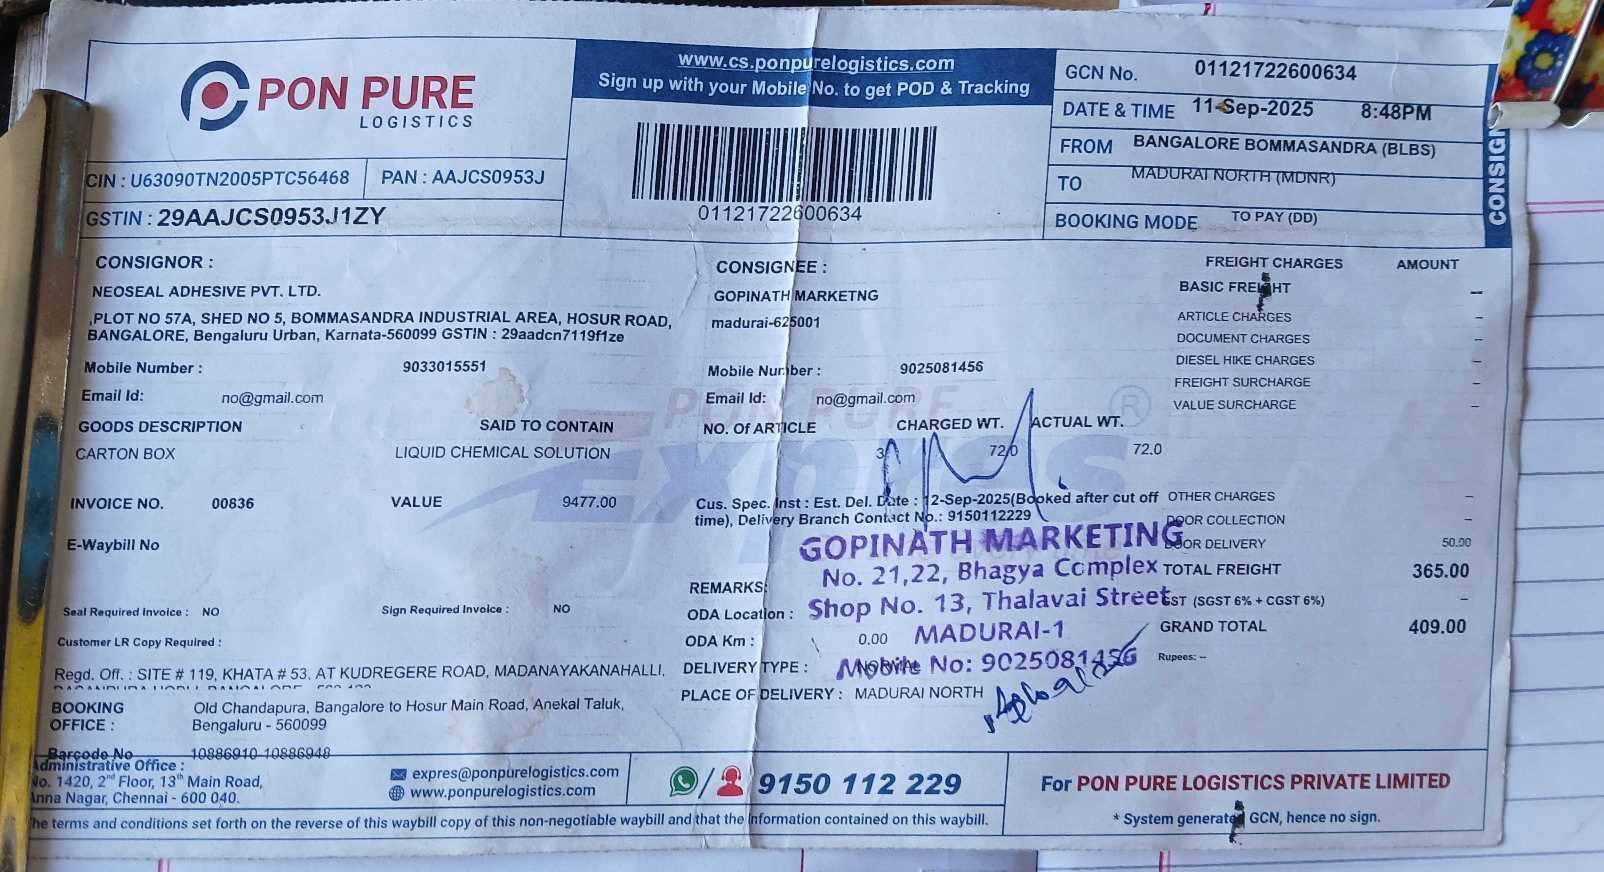 PON PURE
LOGISTICS
CIN : U63090TN2005PTC56468
PAN : AAJCS0953J
GSTIN : 29AAJCS0953J1ZY
www.cs.ponpurelogistics.com
Sign up with your Mobile No. to get POD & Tracking
01121722600634
GCN No. 01121722600634
DATE & TIME 11-Sep-2025 8:48PM
FROM BANGALORE BOMMASANDRA (BLBS)
TO MADURAI NORTH (MDNR)
BOOKING MODE TO PAY (DD)
CONSIGN
CONSIGNOR :
NEOSEAL ADHESIVE PVT. LTD.
,PLOT NO 57A, SHED NO 5, BOMMASANDRA INDUSTRIAL AREA, HOSUR ROAD,
BANGALORE, Bengaluru Urban, Karnata-560099 GSTIN : 29aadcn7119f1ze
Mobile Number : 9033015551
Email Id: no@gmail.com
GOODS DESCRIPTION SAID TO CONTAIN
CARTON BOX LIQUID CHEMICAL SOLUTION
INVOICE NO. 00836 VALUE 9477.00
E-Waybill No
Seal Required Invoice : NO Sign Required Invoice : NO
Customer LR Copy Required :
Regd. Off. : SITE # 119, KHATA # 53, AT KUDREGERE ROAD, MADANAYAKANAHALLI,
BOOKING OFFICE : Old Chandapura, Bangalore to Hosur Main Road, Anekal Taluk,
Bengaluru - 560099
Barcode No 10886910-10886948
CONSIGNEE :
GOPINATH MARKETNG
madurai-625001
Mobile Number : 9025081456
Email Id: no@gmail.com
NO. Of ARTICLE CHARGED WT. ACTUAL WT.
3 72.0 72.0
PON PURE
Expres
®
Cus. Spec. Inst : Est. Del. Date : 12-Sep-2025(Booked after cut off
time), Delivery Branch Contact No.: 9150112229
GOPINATH MARKETING
No. 21,22, Bhagya Complex
Shop No. 13, Thalavai Street
MADURAI-1
Mobile No: 9025081456
REMARKS:
ODA Location :
ODA Km : 0.00
DELIVERY TYPE : NORMAL
PLACE OF DELIVERY : MADURAI NORTH
FREIGHT CHARGES AMOUNT
BASIC FREIGHT --
ARTICLE CHARGES --
DOCUMENT CHARGES --
DIESEL HIKE CHARGES --
FREIGHT SURCHARGE --
VALUE SURCHARGE --
OTHER CHARGES --
DOOR COLLECTION --
DOOR DELIVERY 50.00
TOTAL FREIGHT 365.00
GST (SGST 6% + CGST 6%) --
GRAND TOTAL 409.00
Rupees: --
Administrative Office :
No. 1420, 2nd Floor, 13th Main Road,
Anna Nagar, Chennai - 600 040.
expres@ponpurelogistics.com
www.ponpurelogistics.com
9150 112 229
For PON PURE LOGISTICS PRIVATE LIMITED
* System generated GCN, hence no sign.
The terms and conditions set forth on the reverse of this waybill copy of this non-negotiable waybill and that the Information contained on this waybill.